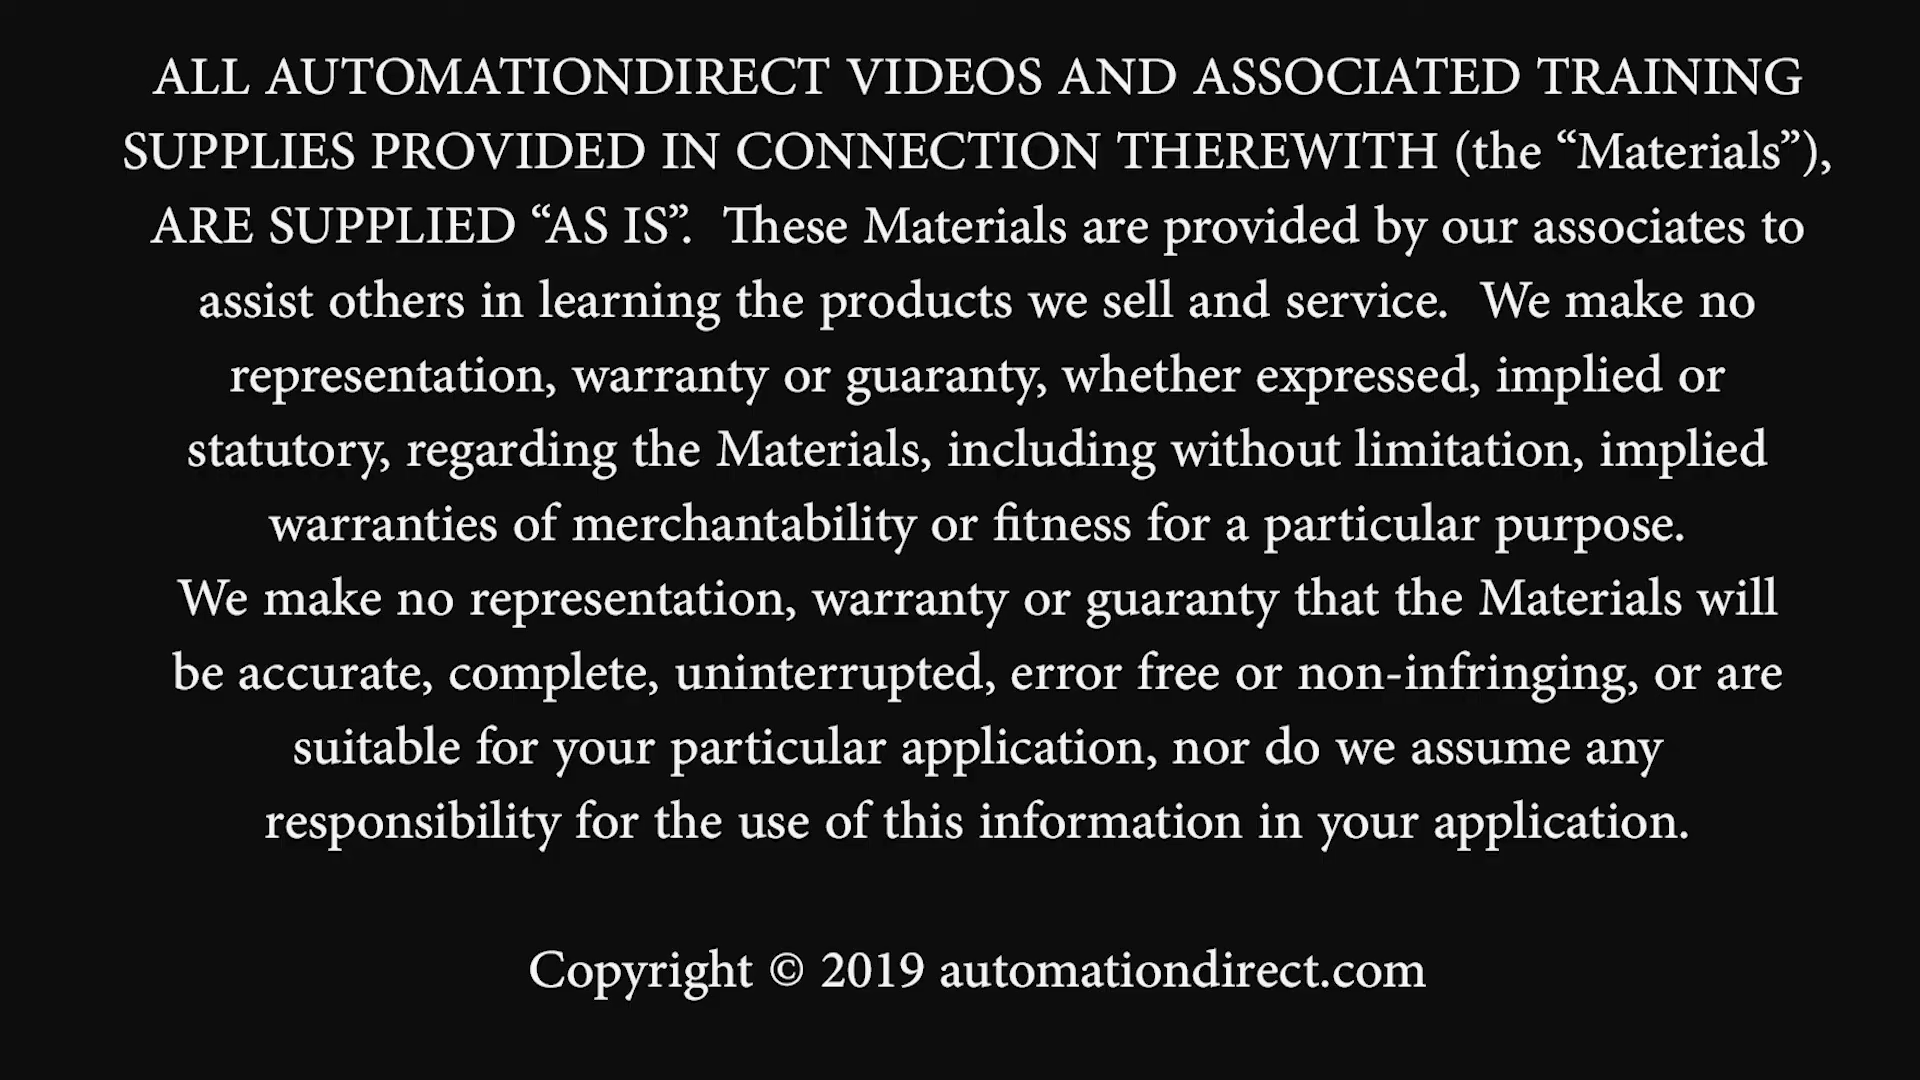 ALL AUTOMATIONDIRECT VIDEOS AND ASSOCIATED TRAINING
SUPPLIES PROVIDED IN CONNECTION THEREWITH (the “Materials”),
ARE SUPPLIED “AS IS”.  These Materials are provided by our associates to
assist others in learning the products we sell and service.  We make no
representation, warranty or guaranty, whether expressed, implied or
statutory, regarding the Materials, including without limitation, implied
warranties of merchantability or fitness for a particular purpose.
We make no representation, warranty or guaranty that the Materials will
be accurate, complete, uninterrupted, error free or non-infringing, or are
suitable for your particular application, nor do we assume any
responsibility for the use of this information in your application.
Copyright © 2019 automationdirect.com